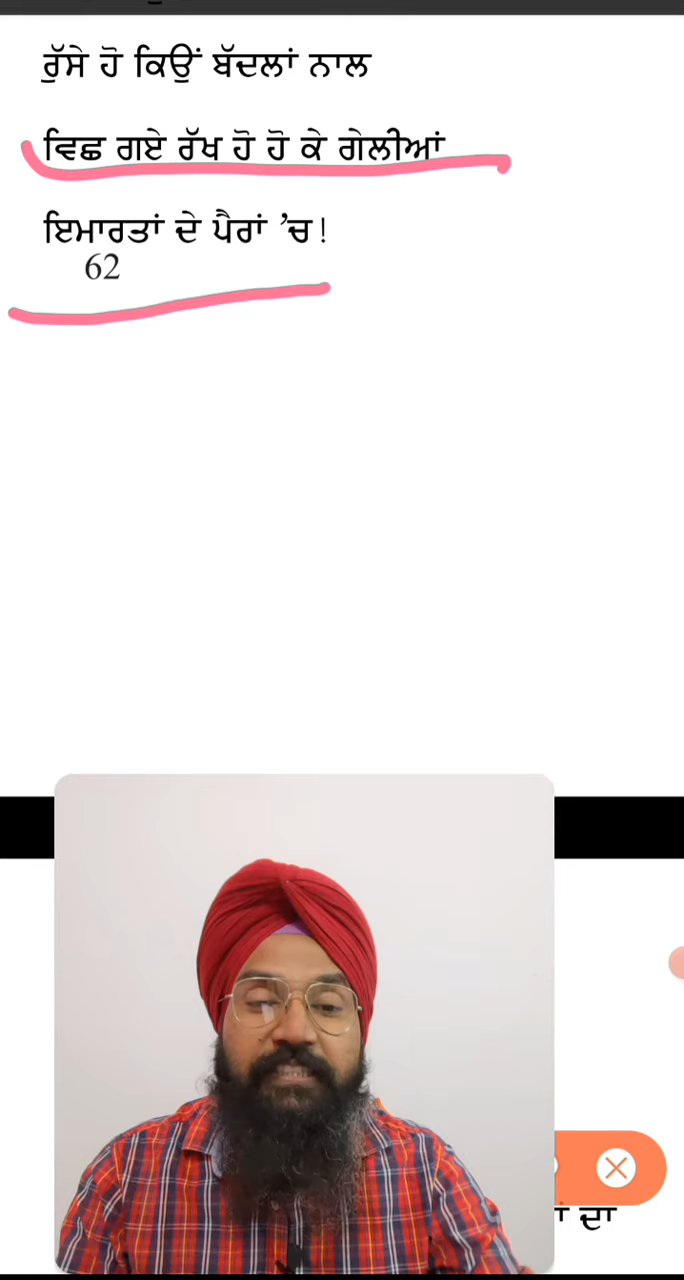 ਰੁੱਸੇ ਹੋ ਕਿਉਂ ਬੱਦਲਾਂ ਨਾਲ
ਵਿਛ ਗਏ ਰੱਖ ਹੋ ਹੋ ਕੇ ਗੇਲੀਆਂ
ਇਮਾਰਤਾਂ ਦੇ ਪੈਰਾਂ ’ਚ!
62
ਦਾ